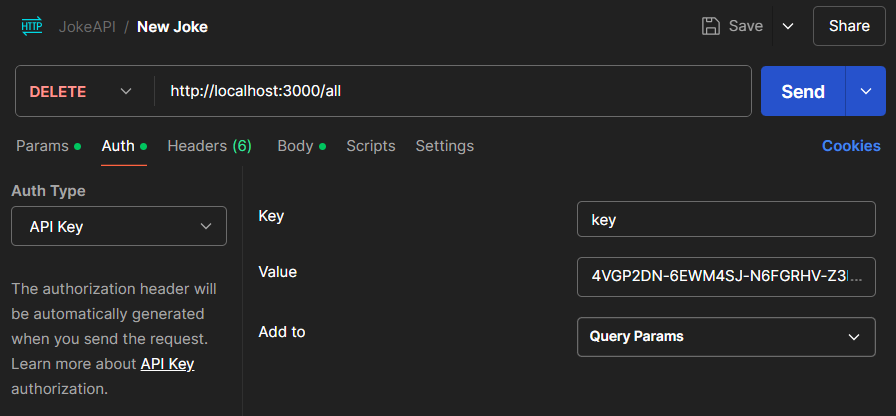 HTTP JokeAPI / New Joke Save Share
DELETE http://localhost:3000/all Send
Params Auth Headers (6) Body Scripts Settings Cookies
Auth Type
API Key
The authorization header will
be automatically generated
when you send the request.
Learn more about API Key
authorization.
Key key
Value 4VGP2DN-6EWM4SJ-N6FGRHV-Z3...
Add to Query Params